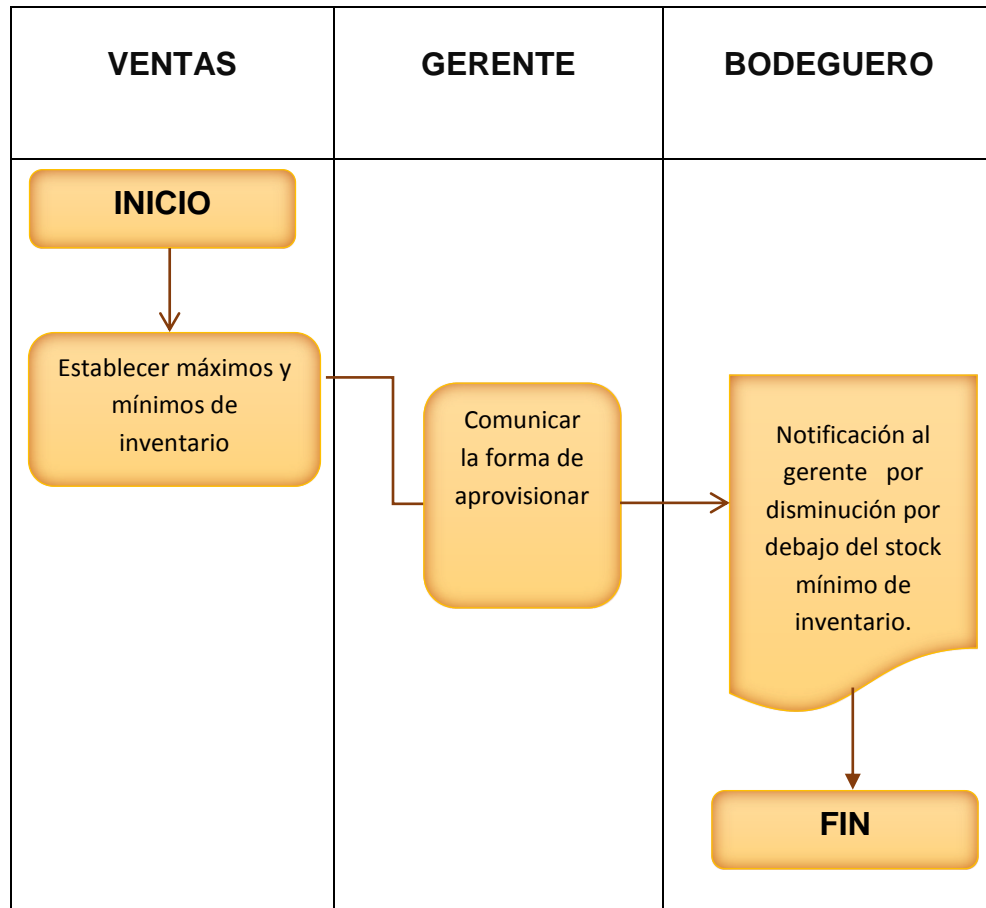 VENTAS
GERENTE
BODEGUERO
INICIO
Establecer máximos y
mínimos de
inventario
Comunicar
la forma de
aprovisionar
Notificación al
gerente por
disminución por
debajo del stock
mínimo de
inventario.
FIN